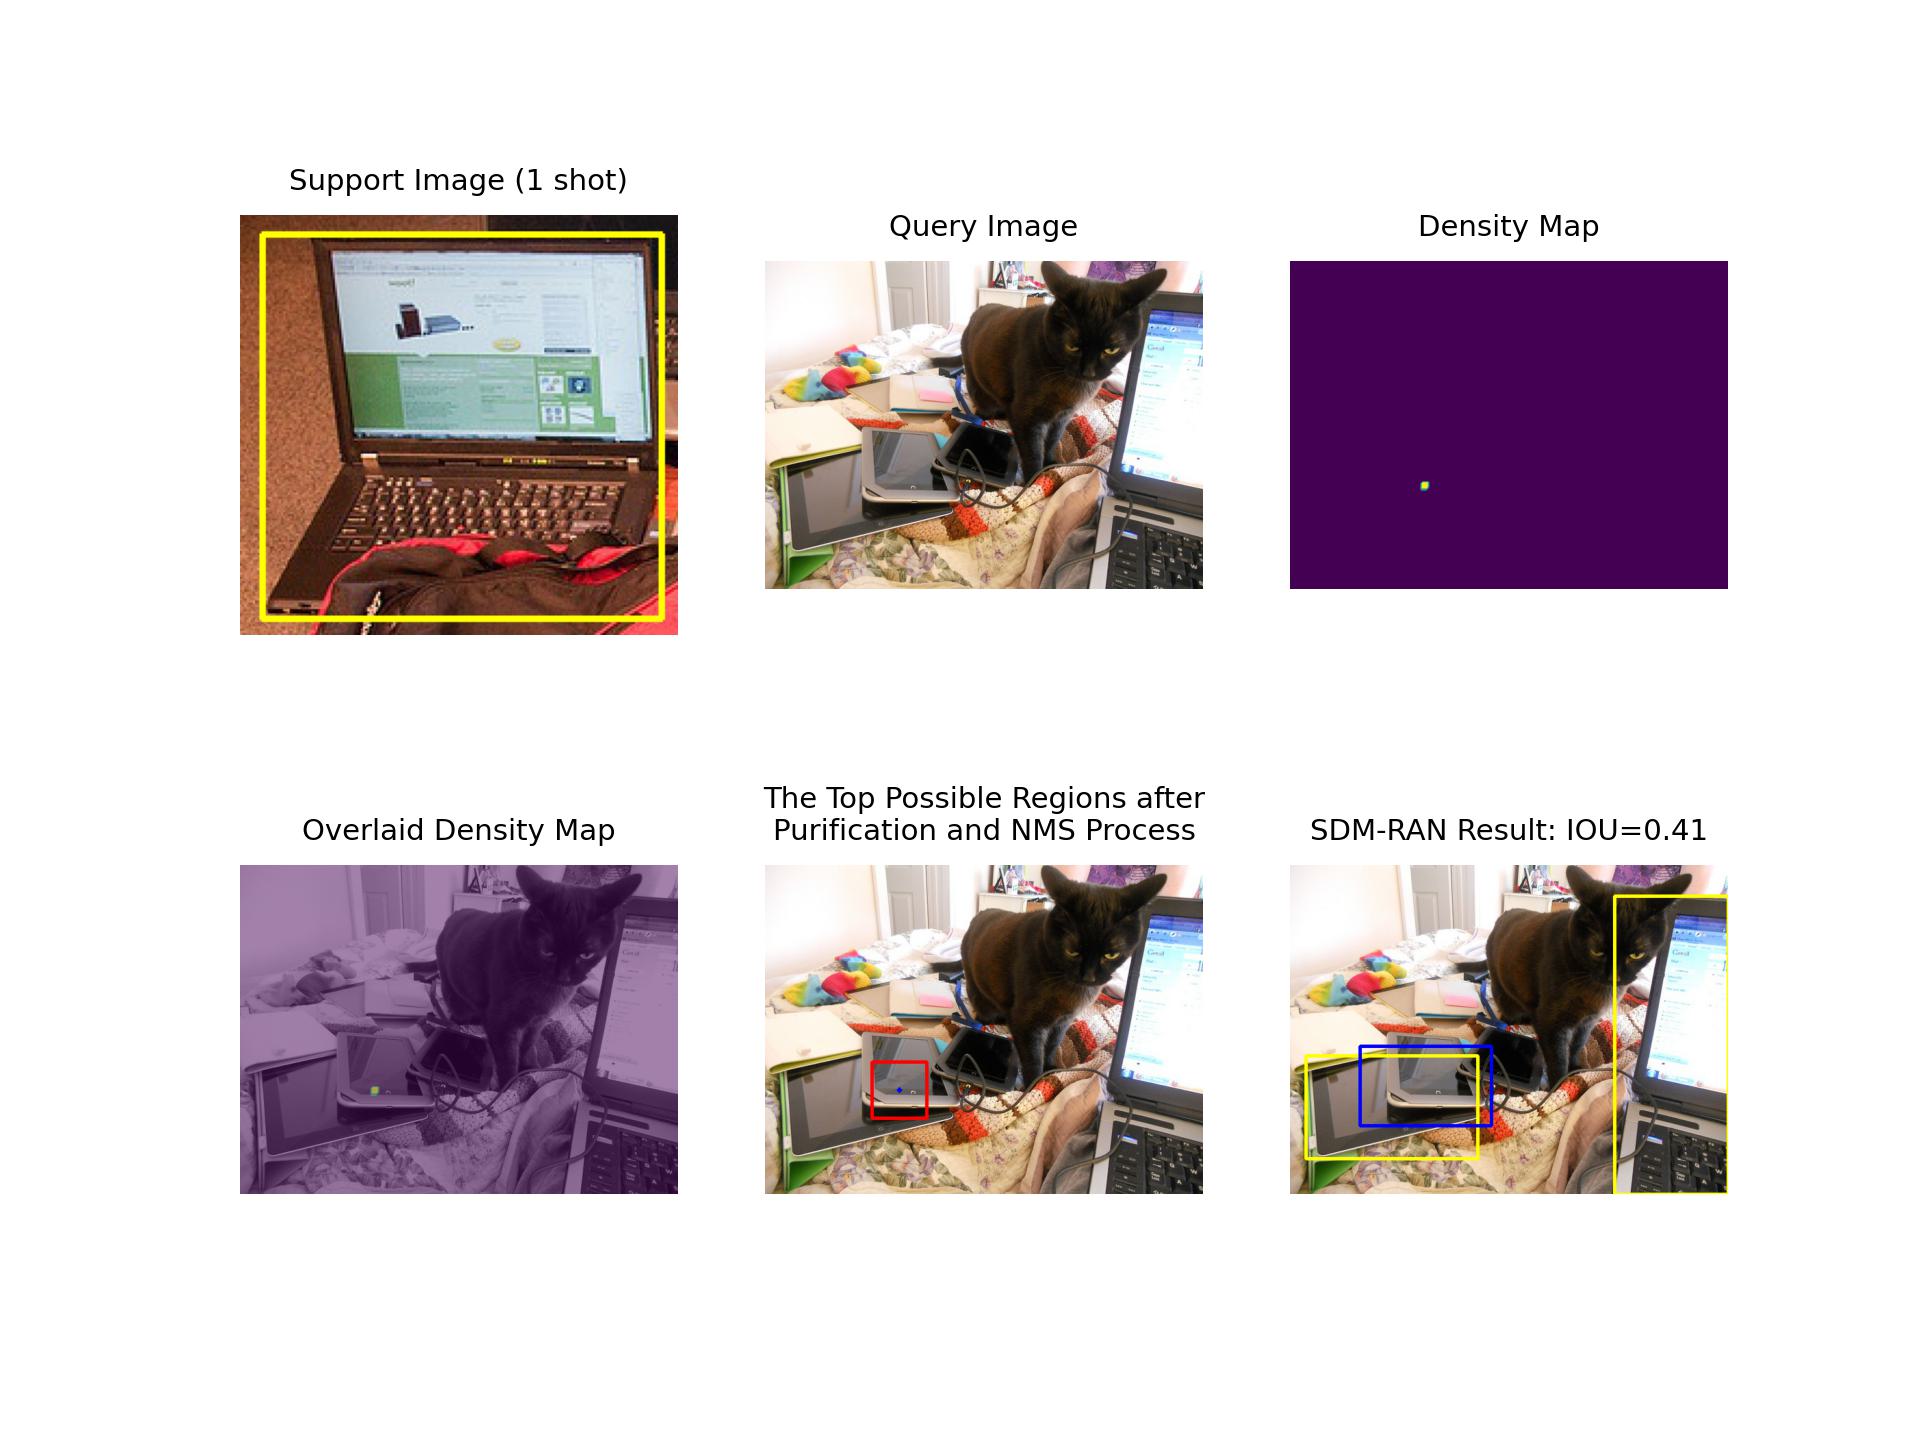 Support Image (1 shot)
woot!
Query Image
Density Map
Overlaid Density Map
The Top Possible Regions after
Purification and NMS Process
SDM-RAN Result: IOU=0.41